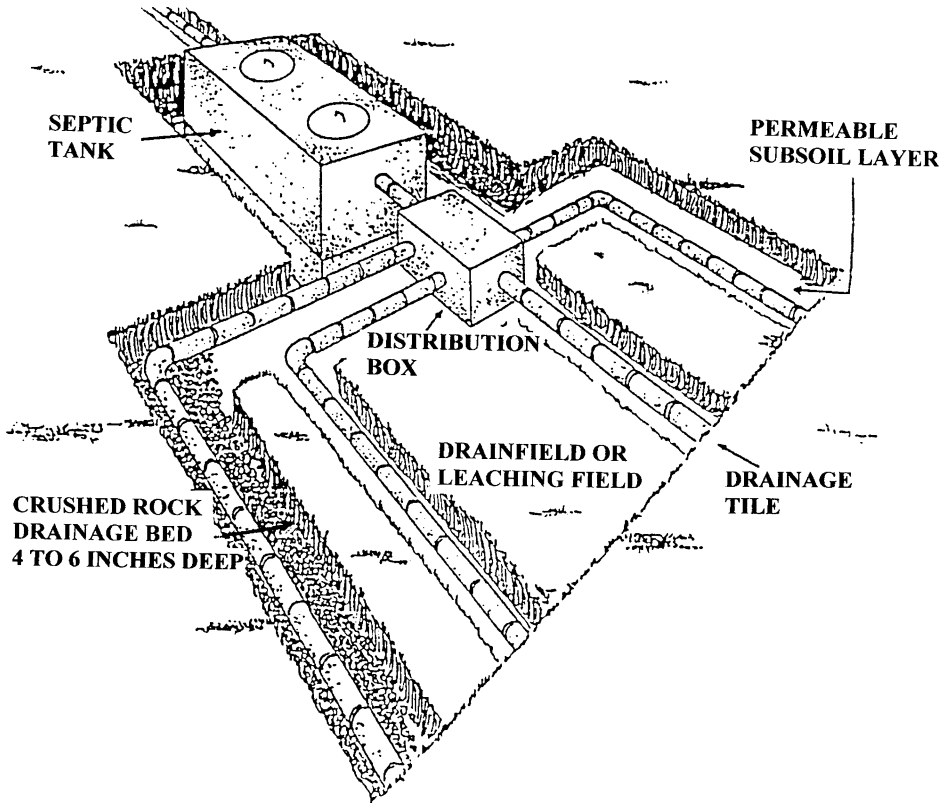 SEPTIC
TANK
PERMEABLE
SUBSOIL LAYER
DISTRIBUTION
BOX
DRAINFIELD OR
LEACHING FIELD
DRAINAGE
TILE
CRUSHED ROCK
DRAINAGE BED
4 TO 6 INCHES DEEP